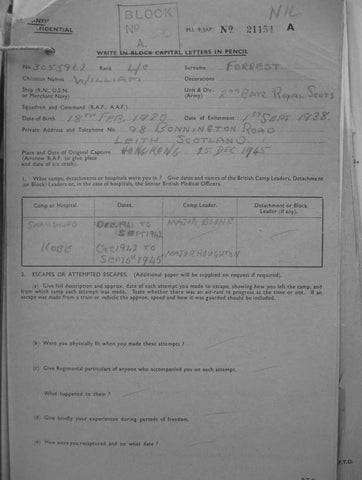 BLOCK
No
A.
M.I. 9/JAP. No 21154 A
NIL
WRITE IN BLOCK CAPITAL LETTERS IN PENCIL
No. 3055962 Rank L/C Surname FORREST
Christian Names WILLIAM Decorations
Ship (R.N., U.S.N. or Merchant Navy) Unit & Div. (Army) 2ND BATT ROYAL SCOTS
Squadron and Command (R.A.F., A.A.F.)
Date of Birth 18TH FEB 1920 Date of Enlistment 1ST SEPT 1938.
Private Address and Telephone No. 98 BONNINGTON ROAD
LEITH SCOTLAND
Place and Date of Original Capture HONGKONG 25 DEC 1945
(Aircrew R.A.F. to give place
and date of a/c crash).
1. What camps, detachments or hospitals were you in ? Give dates and names of the British Camp Leaders, Detachment
(or Block) Leaders or, in the case of hospitals, the Senior British Medical Officers.
Camp or Hospital. Dates. Camp Leader. Detachment or Block Leader (if any).
SHAMSHUPO DEC 1941 TO SEPT 1942 MAJOR BOONE
KOBE OCT 1942 TO SEPT 6TH 1945 MAJOR HOUGHTON
2. ESCAPES OR ATTEMPTED ESCAPES. (Additional paper will be supplied on request if required).
(a) Give full description and approx. date of each attempt you made to escape, showing how you left the camp, and
from which camp each attempt was made. State whether there was an air-raid in progress at the time or not. If an
escape was made from a train or vehicle the approx. speed and how it was guarded should be included.
(b) Were you physically fit when you made these attempts ?
(c) Give Regimental particulars of anyone who accompanied you on each attempt.
What happened to them ?
(d) Give briefly your experiences during periods of freedom.
(e) How were you recaptured and on what date ?
P.T.O.